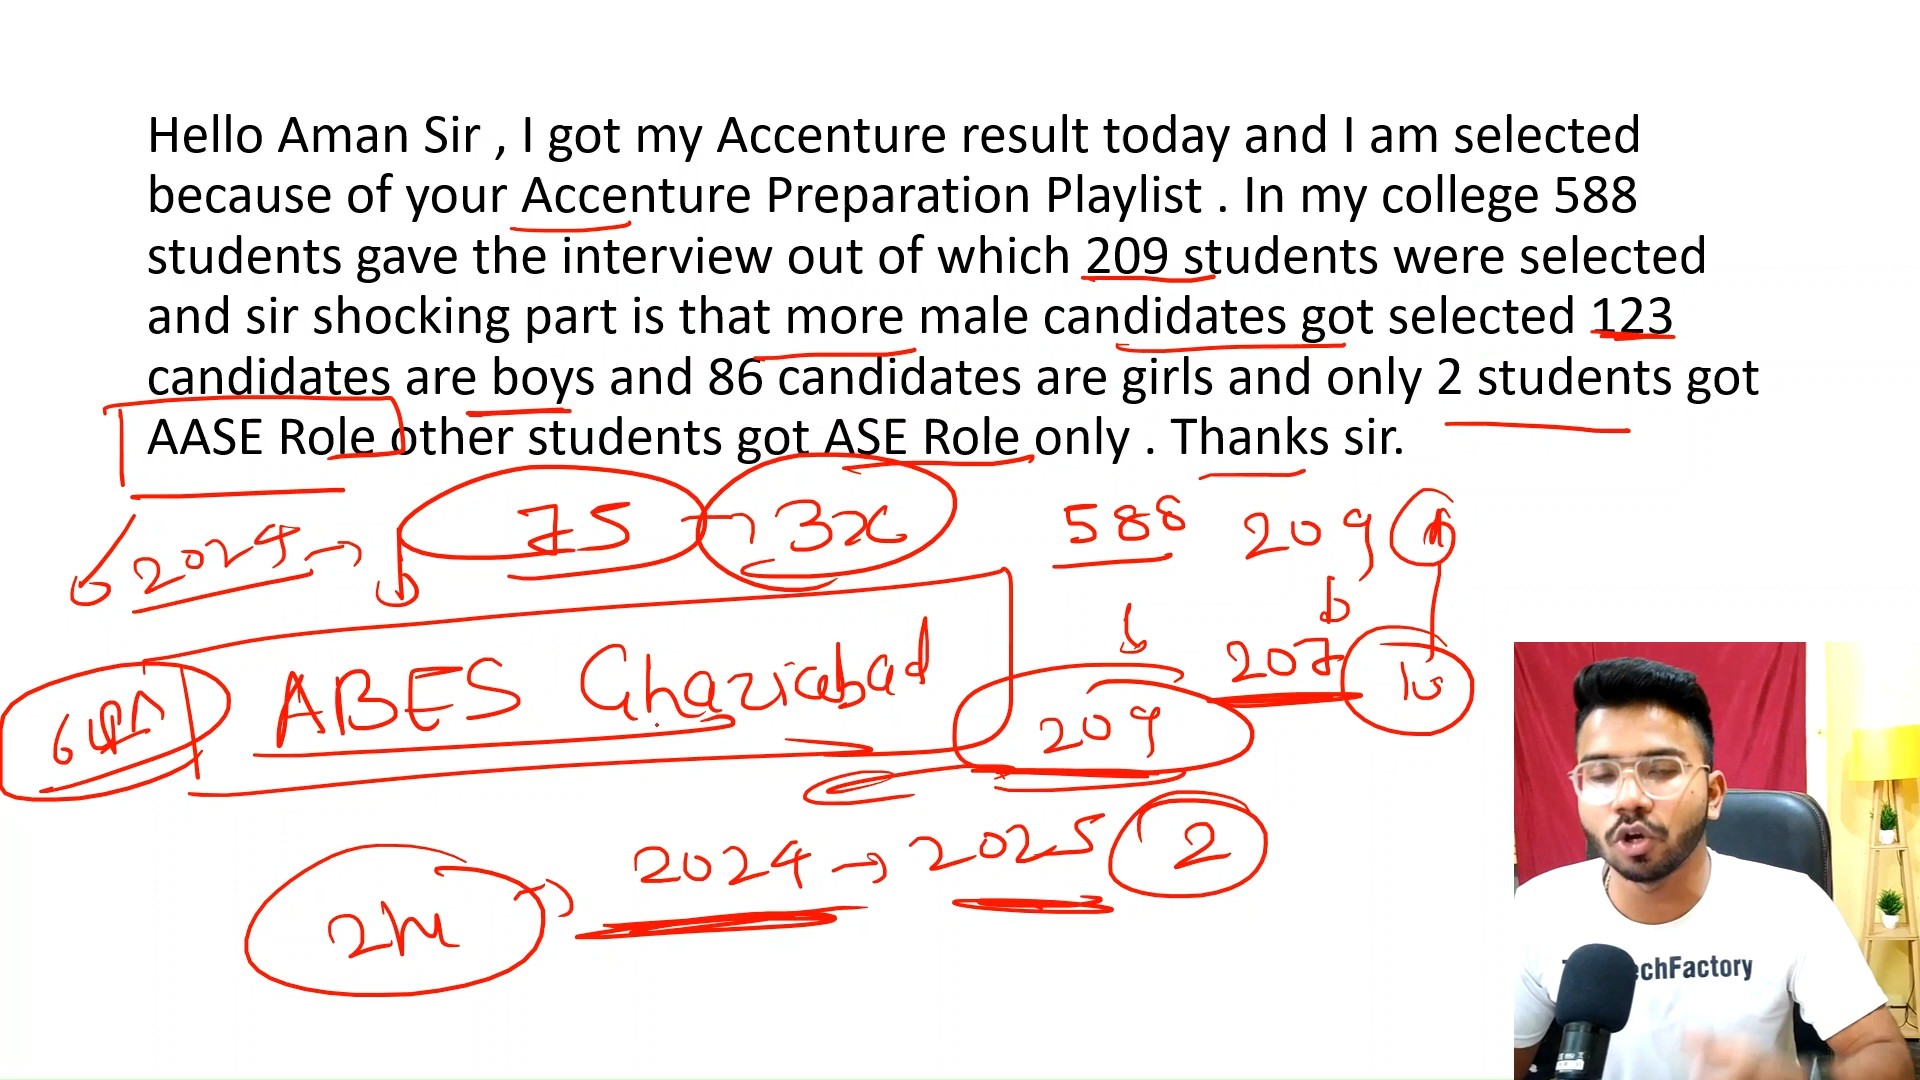 Hello Aman Sir , I got my Accenture result today and I am selected
because of your Accenture Preparation Playlist . In my college 588
students gave the interview out of which 209 students were selected
and sir shocking part is that more male candidates got selected 123
candidates are boys and 86 candidates are girls and only 2 students got
AASE Role other students got ASE Role only . Thanks sir.
2024 75 3x 588 209
6 LPA ABES Ghaziabad 209 207
2024 → 2025 2
echFactory